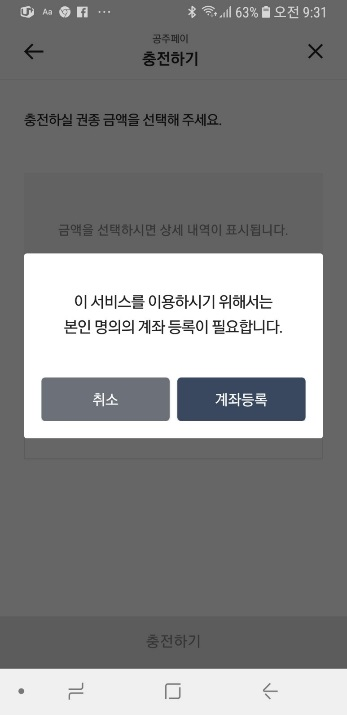 Aa
63%
오전 9:31
공주페이
충전하기
충전하실 권종 금액을 선택해 주세요.
금액을 선택하시면 상세 내역이 표시됩니다.
이 서비스를 이용하시기 위해서는
본인 명의의 계좌 등록이 필요합니다.
취소
계좌등록
충전하기